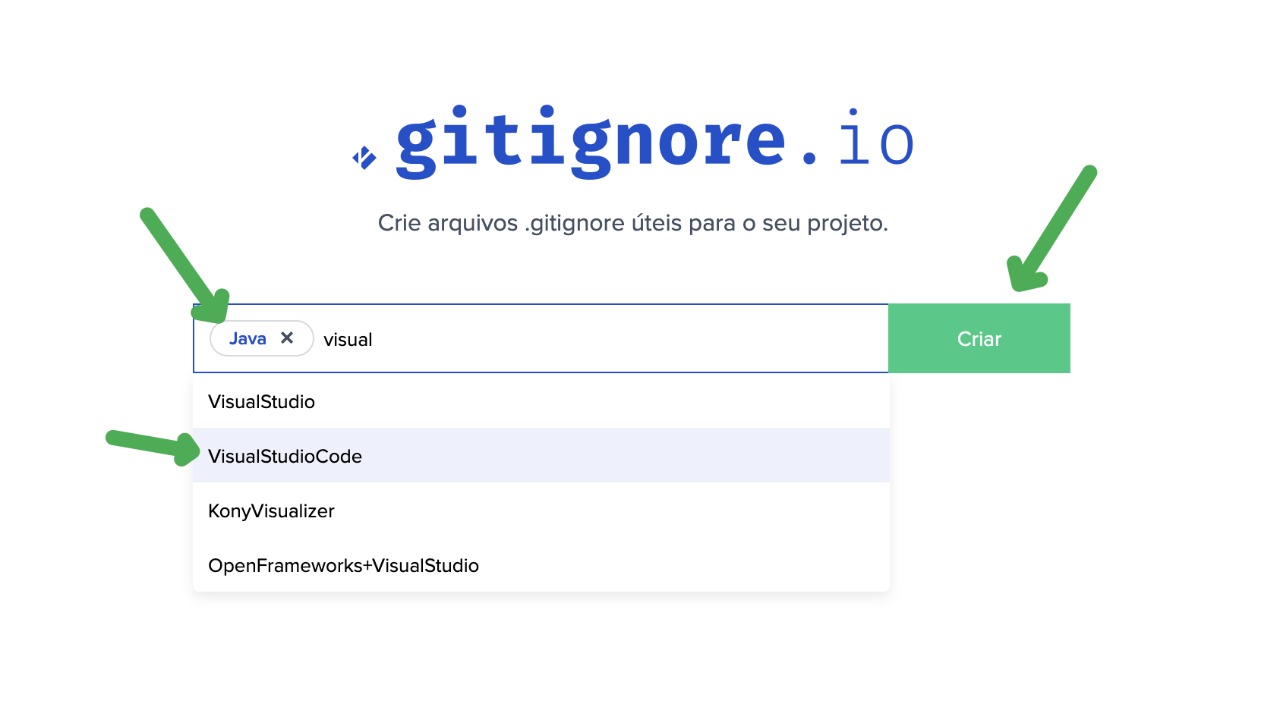 .gitignore.io
Crie arquivos .gitignore úteis para o seu projeto.
Java ✕ visual
Criar
VisualStudio
VisualStudioCode
KonyVisualizer
OpenFrameworks+VisualStudio